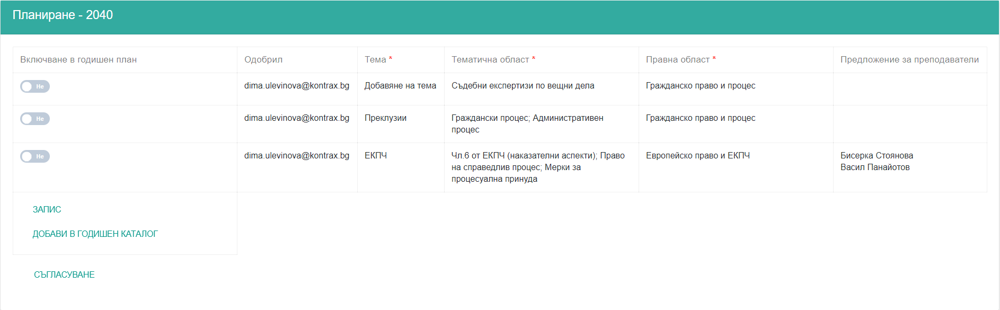 Планиране - 2040
Включване в годишен план
Одобрил
Тема *
Тематична област *
Правна област *
Предложение за преподаватели
Не
dima.ulevinova@kontrax.bg
Добавяне на тема
Съдебни експертизи по вещни дела
Гражданско право и процес
Не
dima.ulevinova@kontrax.bg
Преклузии
Граждански процес; Административен
процес
Гражданско право и процес
Не
dima.ulevinova@kontrax.bg
ЕКПЧ
Чл.6 от ЕКПЧ (наказателни аспекти); Право
на справедлив процес; Мерки за
процесуална принуда
Европейско право и ЕКПЧ
Бисерка Стоянова
Васил Панайотов
ЗАПИС
ДОБАВИ В ГОДИШЕН КАТАЛОГ
СЪГЛАСУВАНЕ